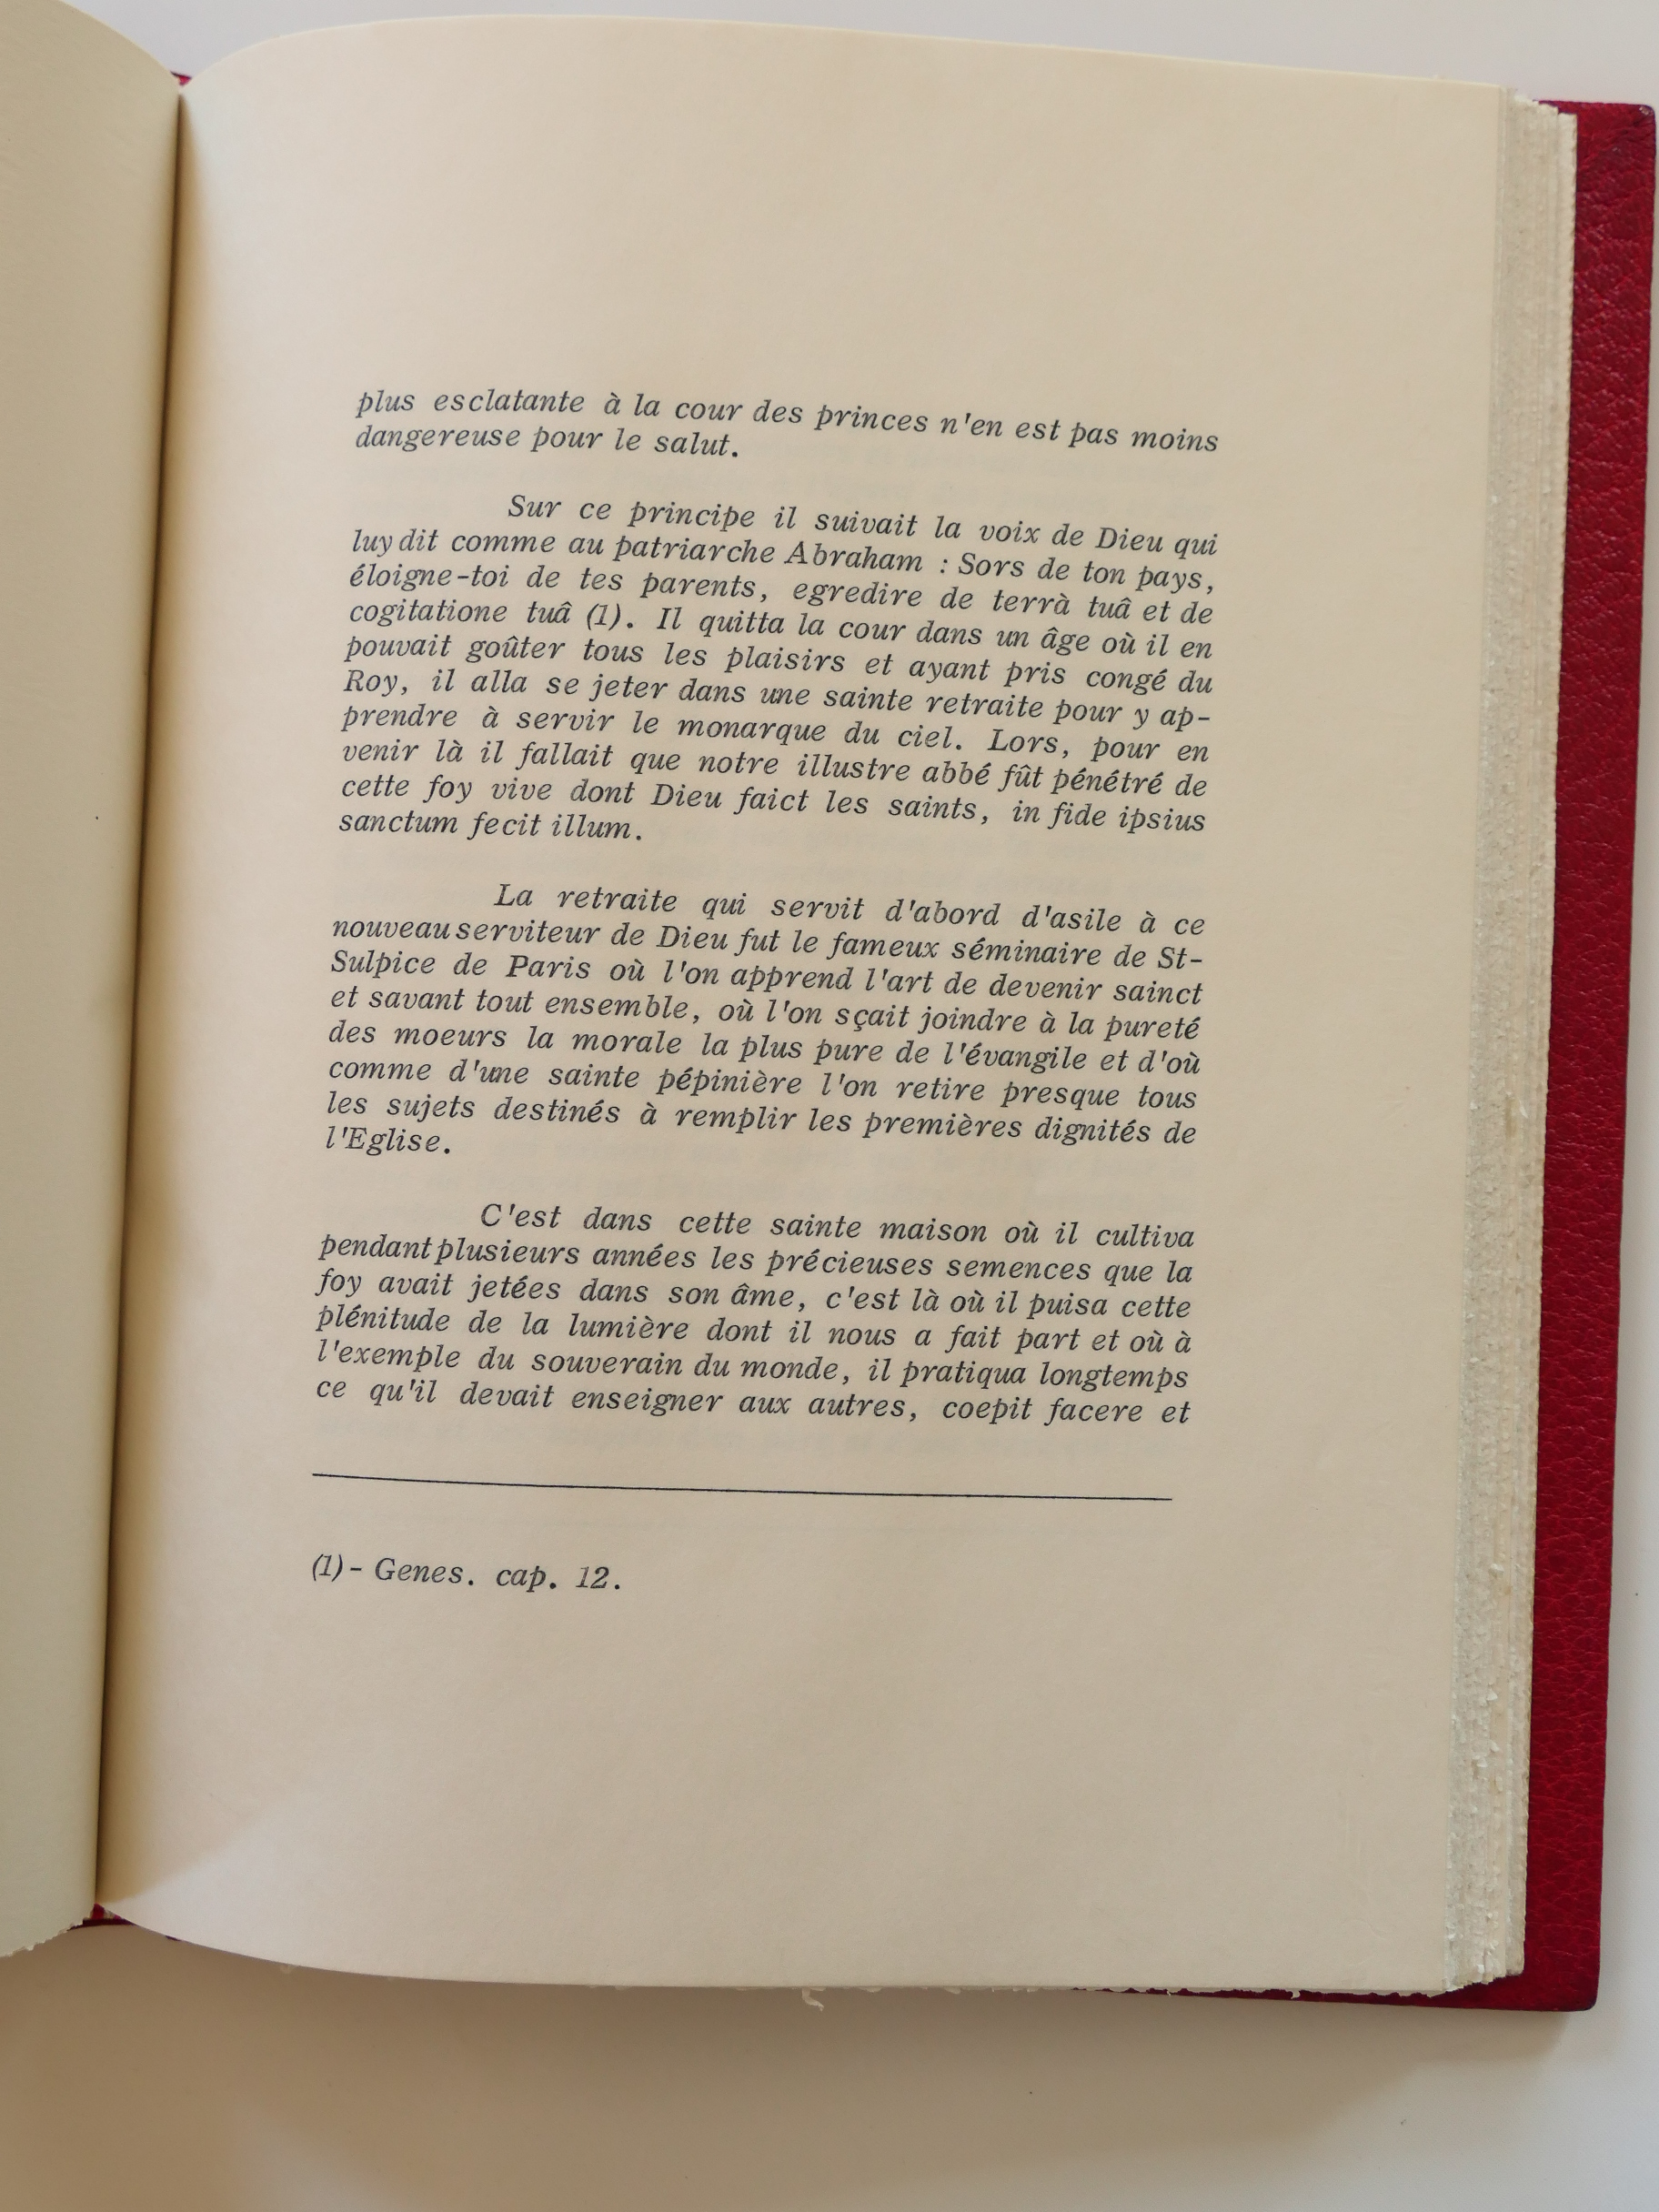 plus esclatante à la cour des princes n'en est pas moins
dangereuse pour le salut.
Sur ce principe il suivait la voix de Dieu qui
luy dit comme au patriarche Abraham : Sors de ton pays,
éloigne-toi de tes parents, egredire de terrà tuâ et de
cogitatione tuâ (1). Il quitta la cour dans un âge où il en
pouvait goûter tous les plaisirs et ayant pris congé du
Roy, il alla se jeter dans une sainte retraite pour y ap-
prendre à servir le monarque du ciel. Lors, pour en
venir là il fallait que notre illustre abbé fût pénétré de
cette foy vive dont Dieu faict les saints, in fide ipsius
sanctum fecit illum.
La retraite qui servit d'abord d'asile à ce
nouveau serviteur de Dieu fut le fameux séminaire de St-
Sulpice de Paris où l'on apprend l'art de devenir sainct
et savant tout ensemble, où l'on sçait joindre à la pureté
des moeurs la morale la plus pure de l'évangile et d'où
comme d'une sainte pépinière l'on retire presque tous
les sujets destinés à remplir les premières dignités de
l'Eglise.
C'est dans cette sainte maison où il cultiva
pendant plusieurs années les précieuses semences que la
foy avait jetées dans son âme, c'est là où il puisa cette
plénitude de la lumière dont il nous a fait part et où à
l'exemple du souverain du monde, il pratiqua longtemps
ce qu'il devait enseigner aux autres, coepit facere et
(1)- Genes. cap. 12.